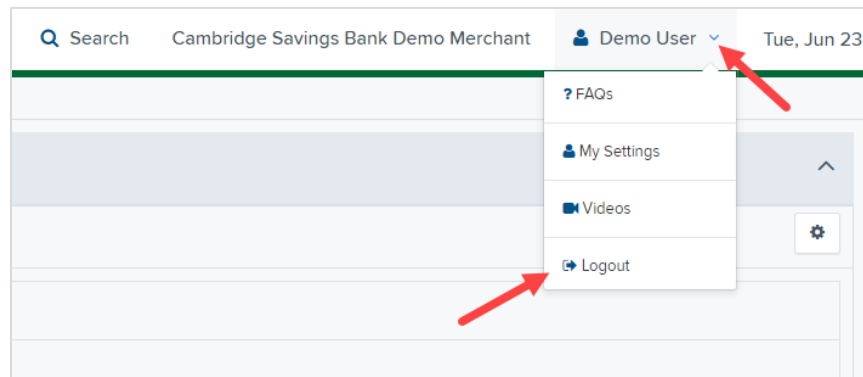 Search Cambridge Savings Bank Demo Merchant Demo User Tue, Jun 23
? FAQs
My Settings
Videos
Logout